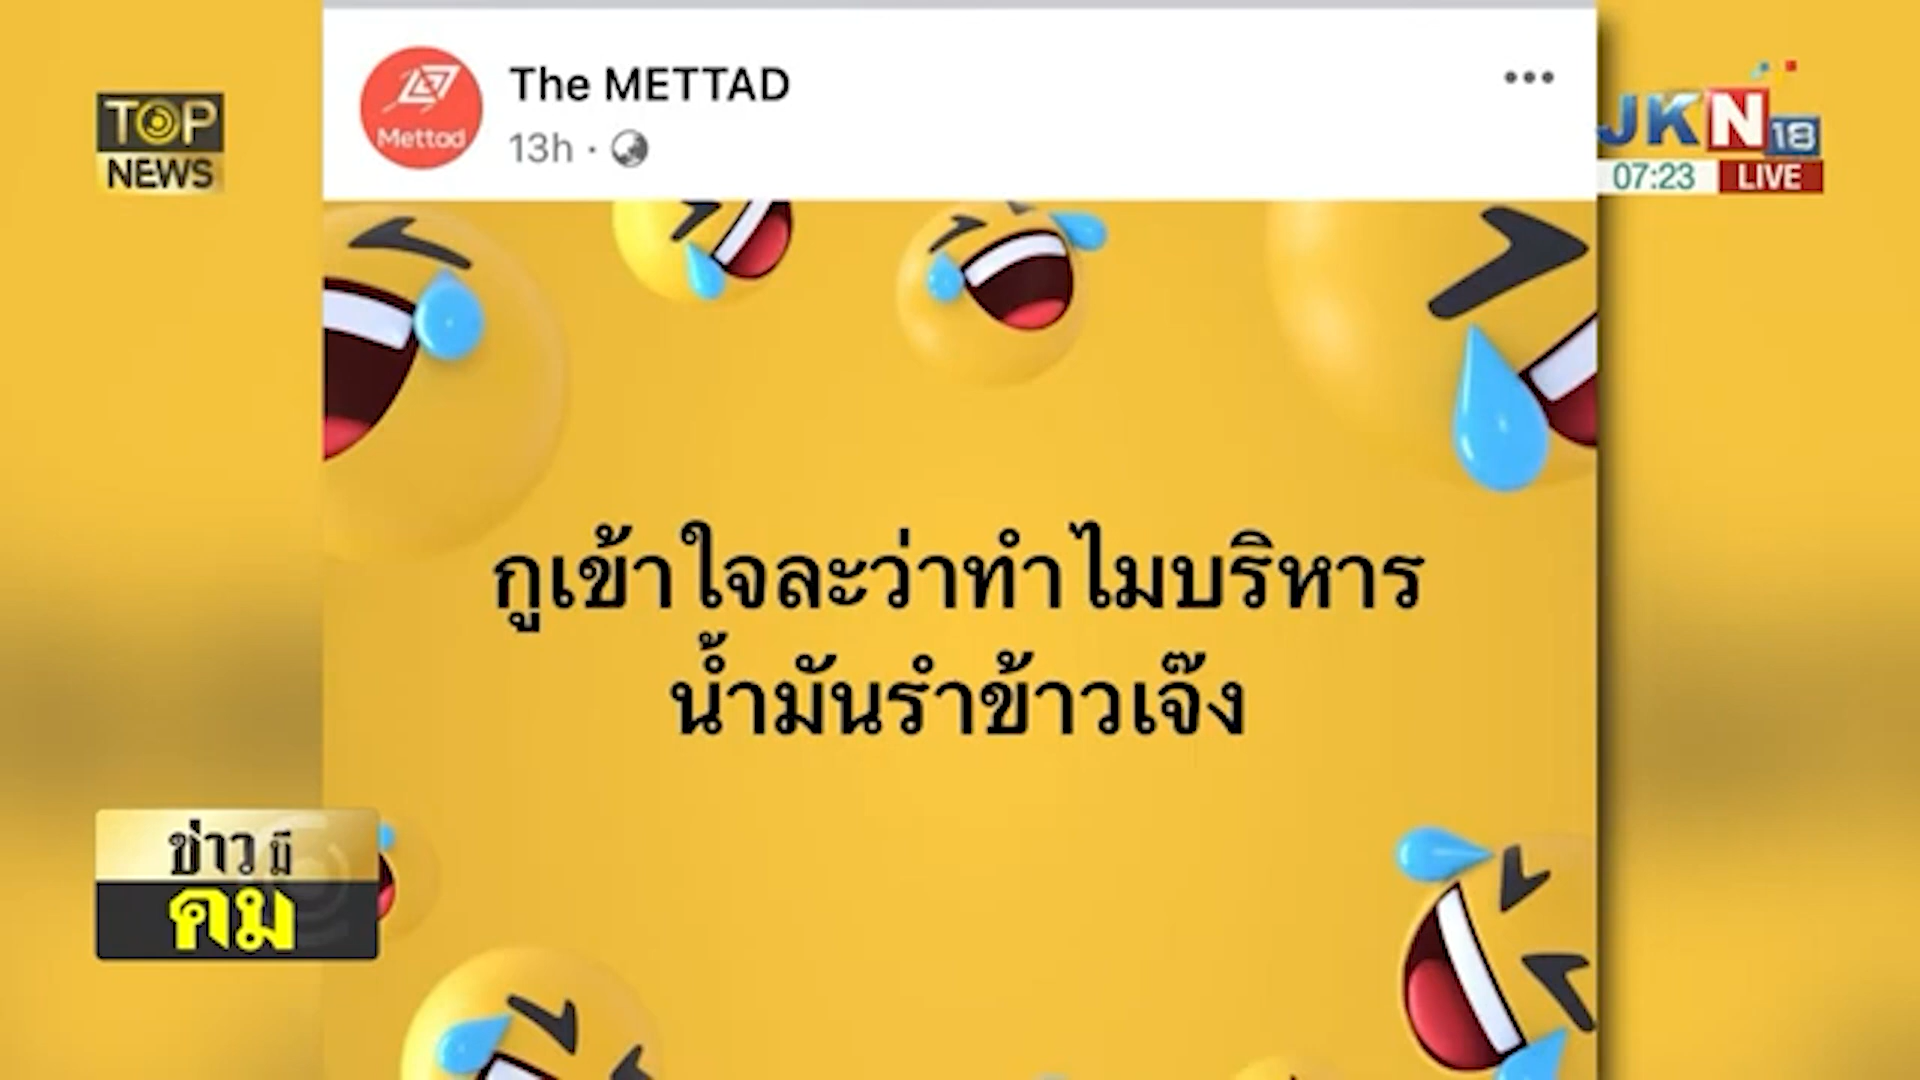 TOP
NEWS
Mettad
The METTAD
13h ·
JKN 18
07:23 LIVE
กูเข้าใจละว่าทำไมบริหาร
น้ำมันรำข้าวเจ๊ง
ข่าวมี
คม